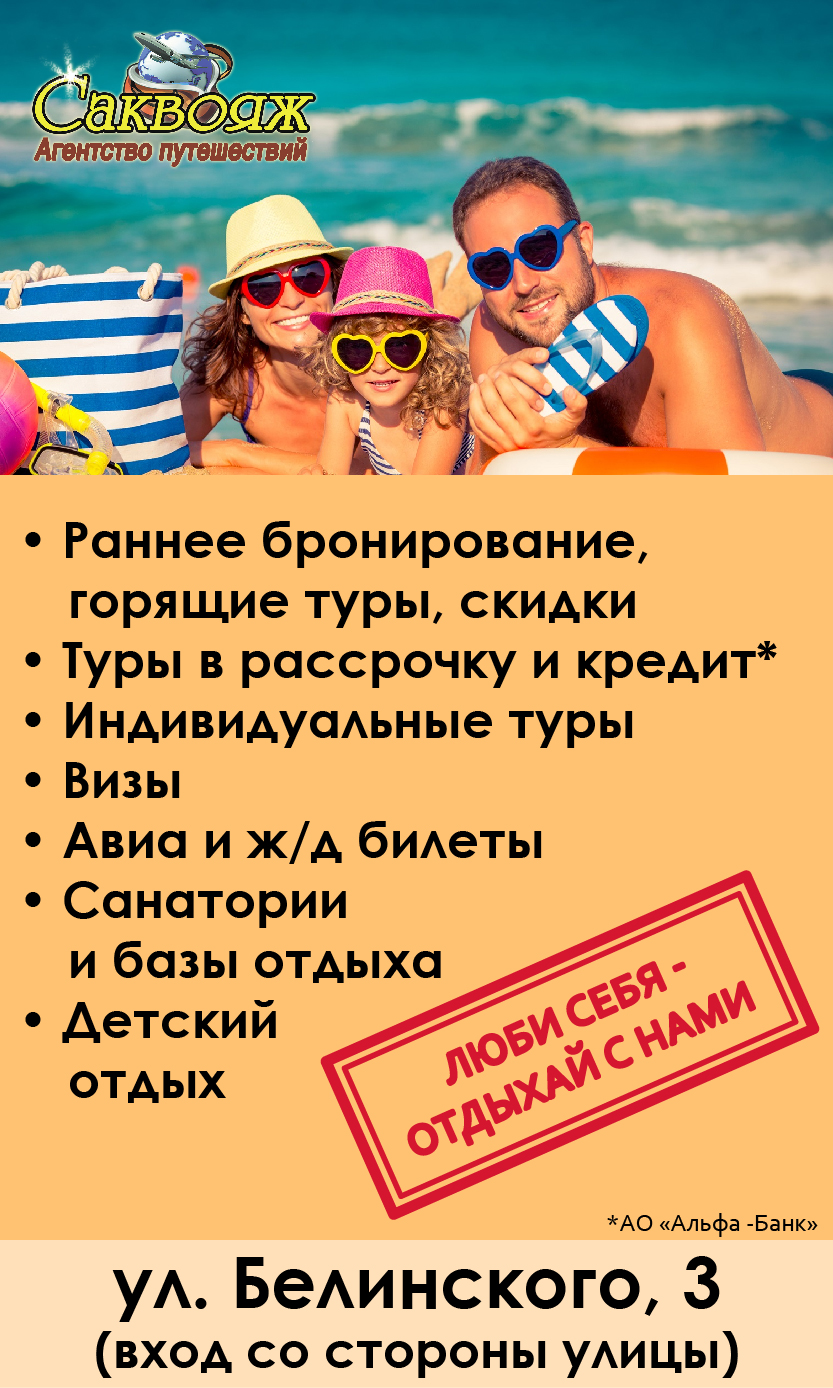 Саквояж
Агентство путешествий
• Раннее бронирование,
горящие туры, скидки
• Туры в рассрочку и кредит*
• Индивидуальные туры
• Визы
• Авиа и ж/д билеты
• Санатории
и базы отдыха
• Детский
отдых
ЛЮБИ СЕБЯ -
ОТДЫХАЙ С НАМИ
*АО «Альфа -Банк»
ул. Белинского, 3
(вход со стороны улицы)